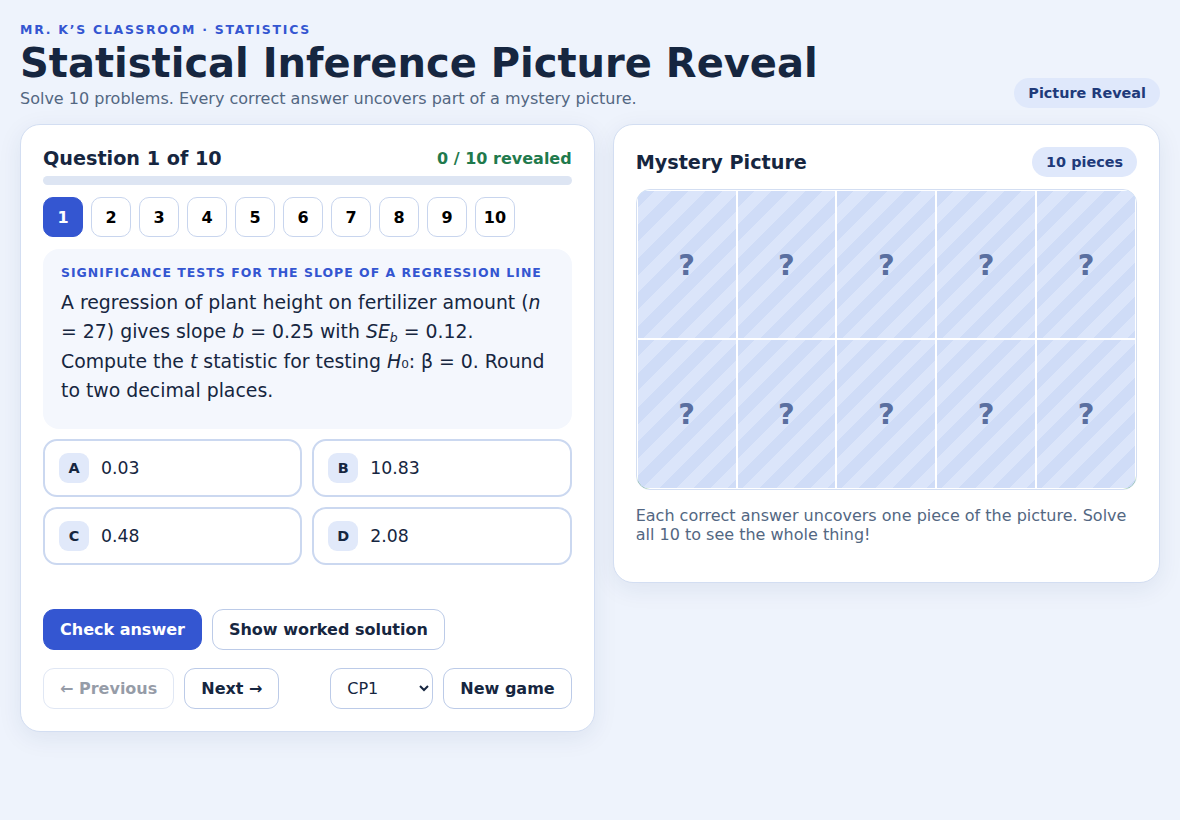 MR. K’S CLASSROOM · STATISTICS
Statistical Inference Picture Reveal
Solve 10 problems. Every correct answer uncovers part of a mystery picture.
Picture Reveal
Question 1 of 10
0 / 10 revealed
1 2 3 4 5 6 7 8 9 10
SIGNIFICANCE TESTS FOR THE SLOPE OF A REGRESSION LINE
A regression of plant height on fertilizer amount (n
= 27) gives slope b = 0.25 with SE_b = 0.12.
Compute the t statistic for testing H₀: β = 0. Round
to two decimal places.
A 0.03
B 10.83
C 0.48
D 2.08
Check answer
Show worked solution
← Previous
Next →
CP1
New game
Mystery Picture
10 pieces
? ? ? ? ?
? ? ? ? ?
Each correct answer uncovers one piece of the picture. Solve
all 10 to see the whole thing!